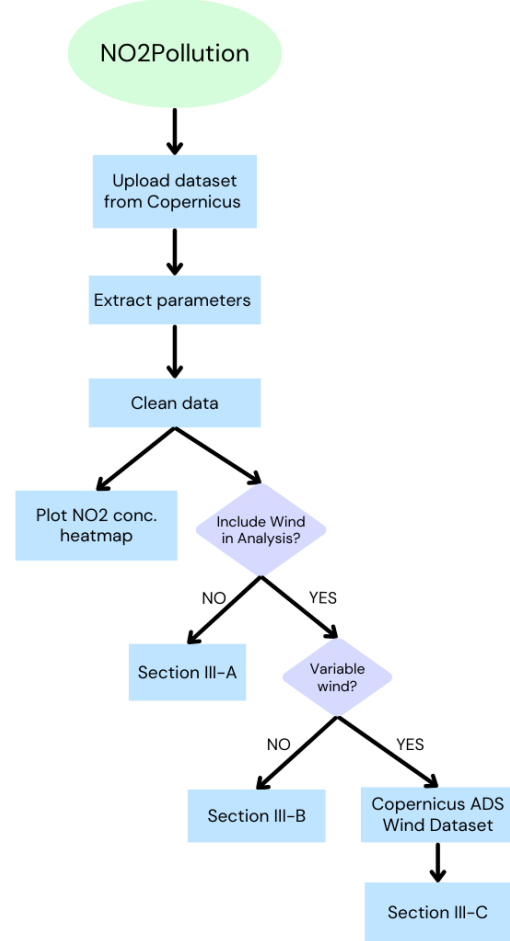 NO2Pollution
Upload dataset
from Copernicus
Extract parameters
Clean data
Plot NO2 conc.
heatmap
Include Wind
in Analysis?
NO
YES
Section III-A
Variable
wind?
NO
YES
Section III-B
Copernicus ADS
Wind Dataset
Section III-C